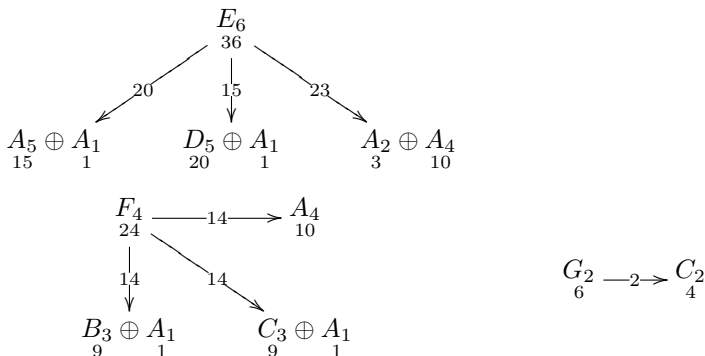 E₆
36
20 15 23
A₅ ⊕ A₁ D₅ ⊕ A₁ A₂ ⊕ A₄
15 1 20 1 3 10
F₄ 14 A₄
24 10
14 14
G₂ 2 C₂
6 4
B₃ ⊕ A₁ C₃ ⊕ A₁
9 1 9 1